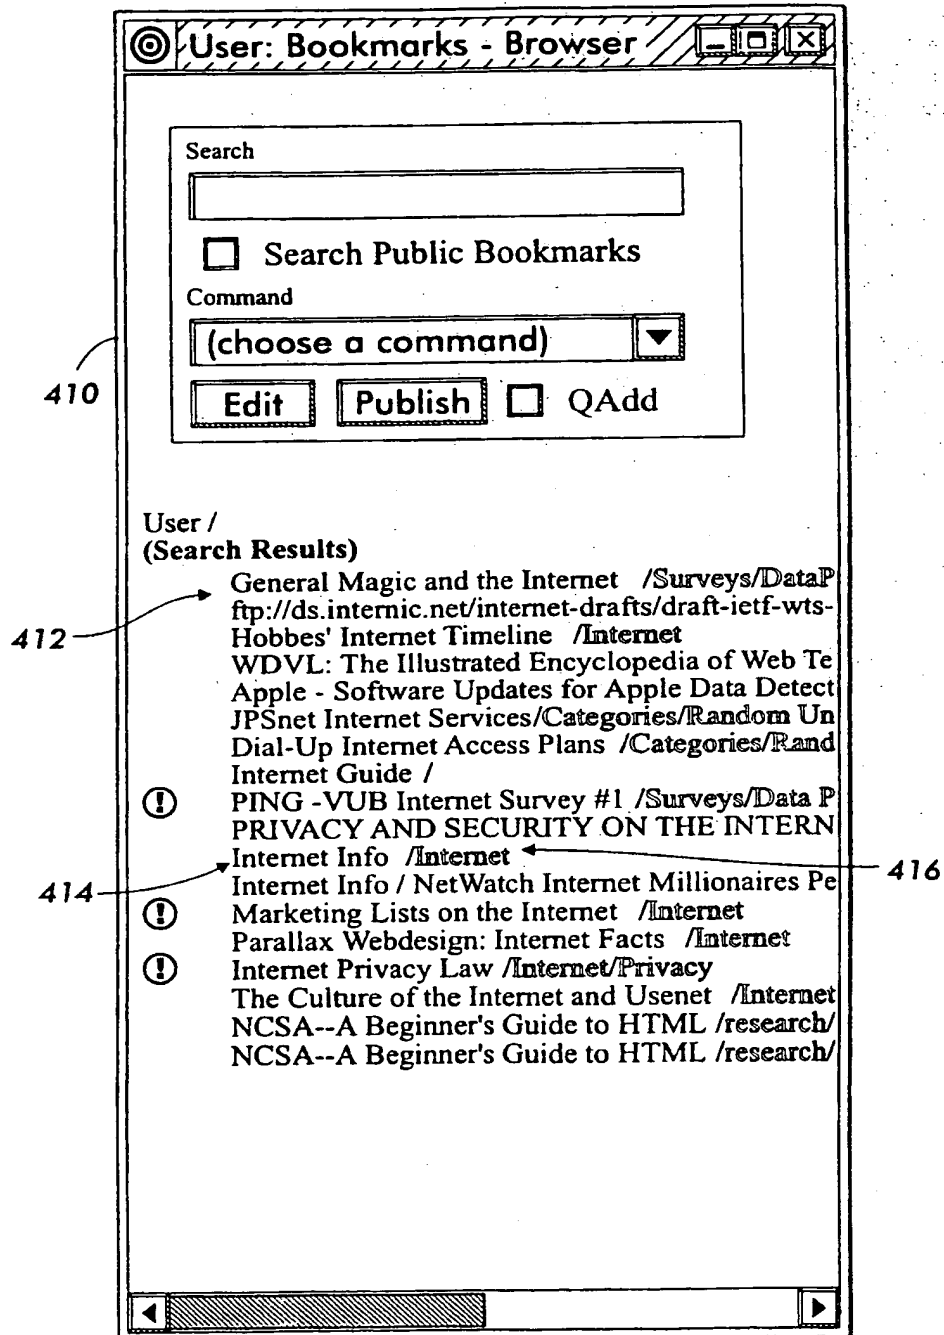 User: Bookmarks - Browser
Search
Search Public Bookmarks
Command
(choose a command)
410
Edit Publish QAdd
User /
(Search Results)
General Magic and the Internet /Surveys/DataP
ftp://ds.internic.net/internet-drafts/draft-ietf-wts-
412
Hobbes' Internet Timeline /Internet
WDVL: The Illustrated Encyclopedia of Web Te
Apple - Software Updates for Apple Data Detect
JPSnet Internet Services/Categories/Random Un
Dial-Up Internet Access Plans /Categories/Rand
Internet Guide /
! PING -VUB Internet Survey #1 /Surveys/Data P
PRIVACY AND SECURITY ON THE INTERN
Internet Info /Internet
416
414
Internet Info / NetWatch Internet Millionaires Pe
! Marketing Lists on the Internet /Internet
Parallax Webdesign: Internet Facts /Internet
! Internet Privacy Law /Internet/Privacy
The Culture of the Internet and Usenet /Internet
NCSA--A Beginner's Guide to HTML /research/
NCSA--A Beginner's Guide to HTML /research/